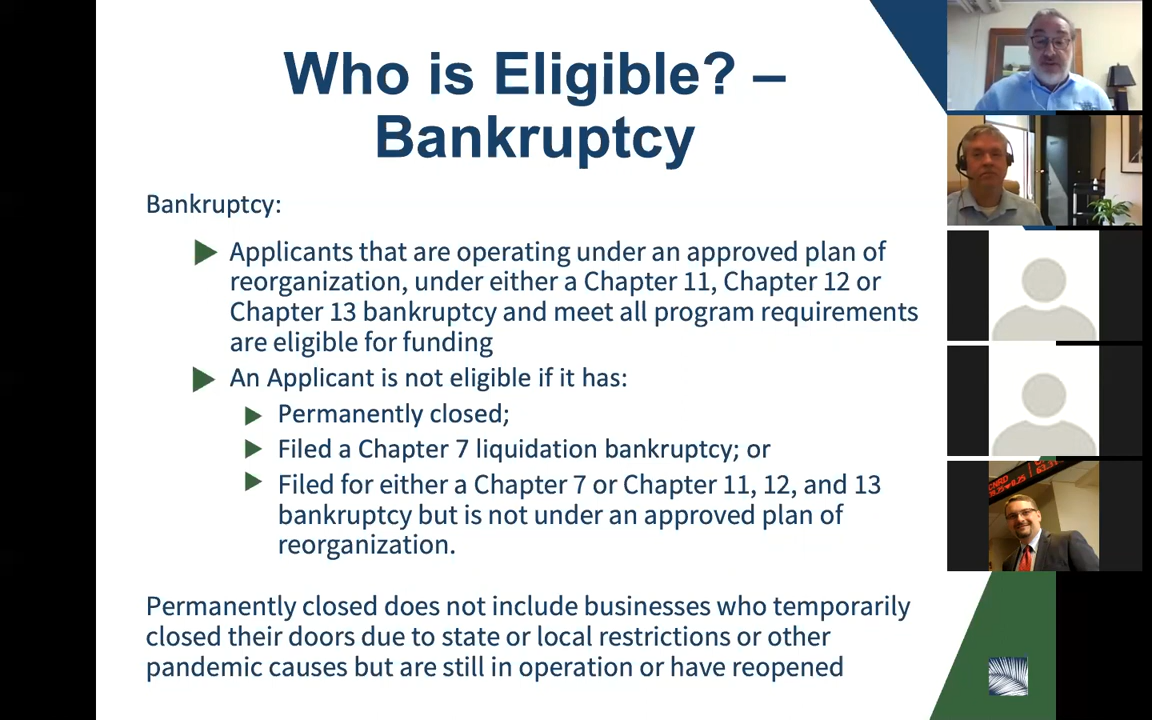 Who is Eligible? –
Bankruptcy
Bankruptcy:
Applicants that are operating under an approved plan of
reorganization, under either a Chapter 11, Chapter 12 or
Chapter 13 bankruptcy and meet all program requirements
are eligible for funding
An Applicant is not eligible if it has:
Permanently closed;
Filed a Chapter 7 liquidation bankruptcy; or
Filed for either a Chapter 7 or Chapter 11, 12, and 13
bankruptcy but is not under an approved plan of
reorganization.
Permanently closed does not include businesses who temporarily
closed their doors due to state or local restrictions or other
pandemic causes but are still in operation or have reopened